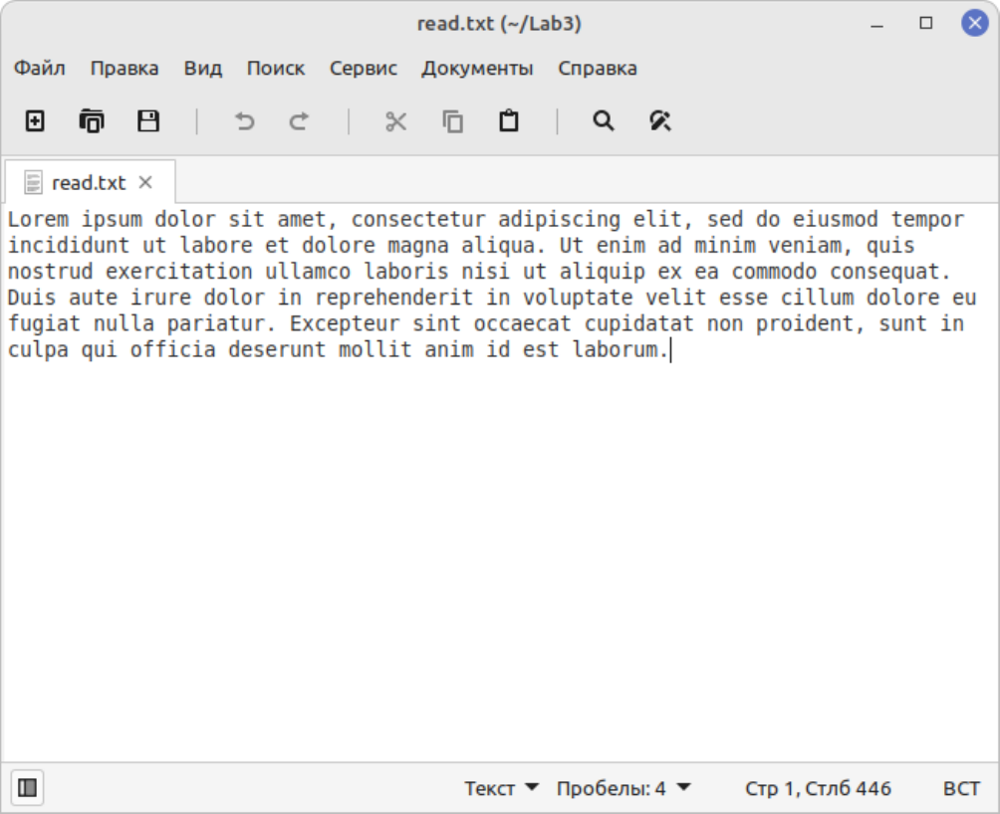 read.txt (~/Lab3)
Файл Правка Вид Поиск Сервис Документы Справка
read.txt
Lorem ipsum dolor sit amet, consectetur adipiscing elit, sed do eiusmod tempor
incididunt ut labore et dolore magna aliqua. Ut enim ad minim veniam, quis
nostrud exercitation ullamco laboris nisi ut aliquip ex ea commodo consequat.
Duis aute irure dolor in reprehenderit in voluptate velit esse cillum dolore eu
fugiat nulla pariatur. Excepteur sint occaecat cupidatat non proident, sunt in
culpa qui officia deserunt mollit anim id est laborum.
Текст Пробелы: 4 Стр 1, Стлб 446 ВСТ